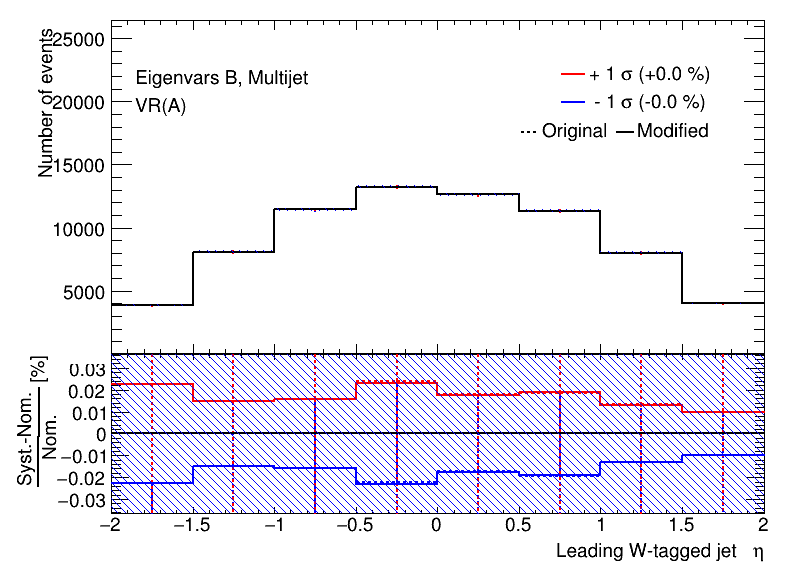 Number of events
25000
20000
15000
10000
5000
Eigenvars B, Multijet
VR(A)
+ 1 σ (+0.0 %)
- 1 σ (-0.0 %)
Original
Modified
Syst.-Nom.
Nom.
[%]
0.03
0.02
0.01
0
−0.01
−0.02
−0.03
−2 −1.5 −1 −0.5 0 0.5 1 1.5 2
Leading W-tagged jet η